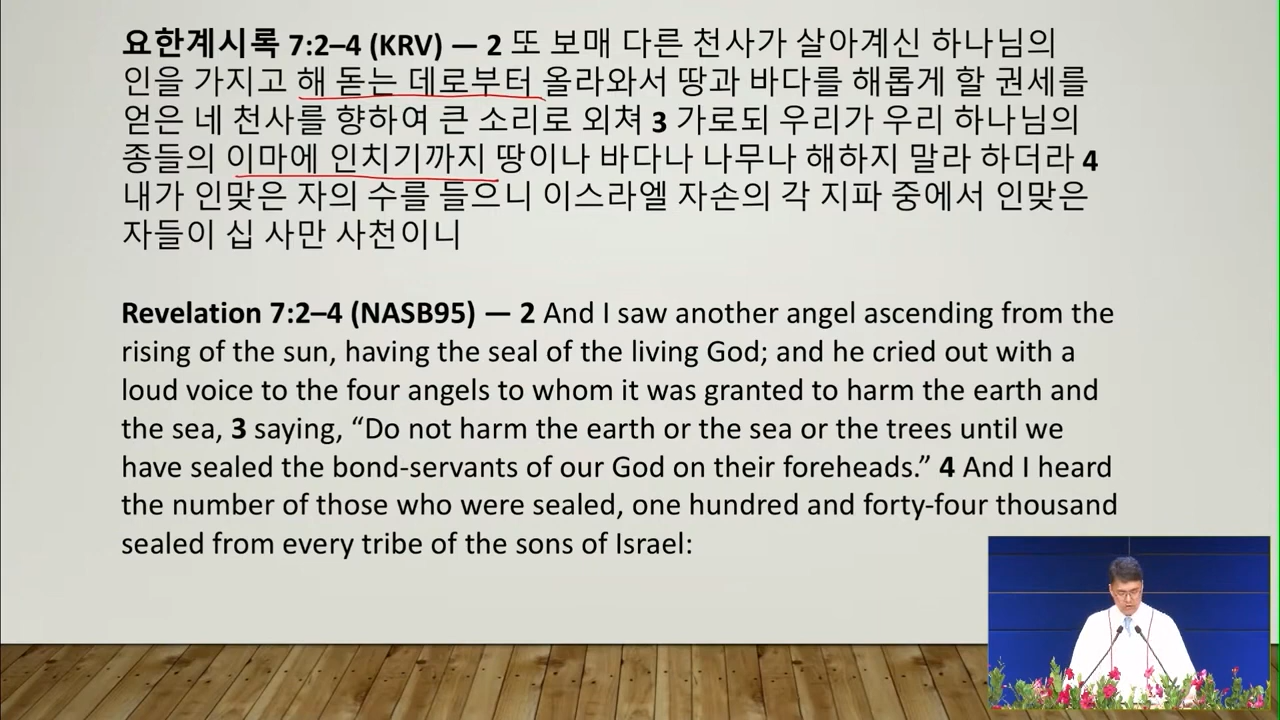 요한계시록 7:2–4 (KRV) — 2 또 보매 다른 천사가 살아계신 하나님의
인을 가지고 해 돋는 데로부터 올라와서 땅과 바다를 해롭게 할 권세를
얻은 네 천사를 향하여 큰 소리로 외쳐 3 가로되 우리가 우리 하나님의
종들의 이마에 인치기까지 땅이나 바다나 나무나 해하지 말라 하더라 4
내가 인맞은 자의 수를 들으니 이스라엘 자손의 각 지파 중에서 인맞은
자들이 십 사만 사천이니
Revelation 7:2–4 (NASB95) — 2 And I saw another angel ascending from the
rising of the sun, having the seal of the living God; and he cried out with a
loud voice to the four angels to whom it was granted to harm the earth and
the sea, 3 saying, “Do not harm the earth or the sea or the trees until we
have sealed the bond-servants of our God on their foreheads.” 4 And I heard
the number of those who were sealed, one hundred and forty-four thousand
sealed from every tribe of the sons of Israel: